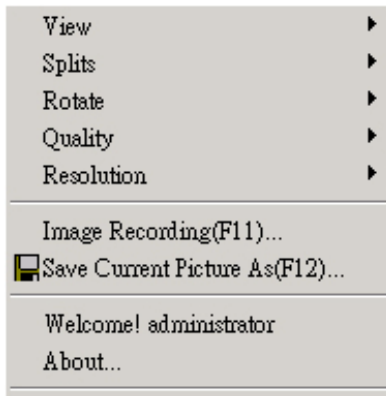 View
Splits
Rotate
Quality
Resolution
Image Recording(F11)...
Save Current Picture As(F12)...
Welcome! administrator
About...